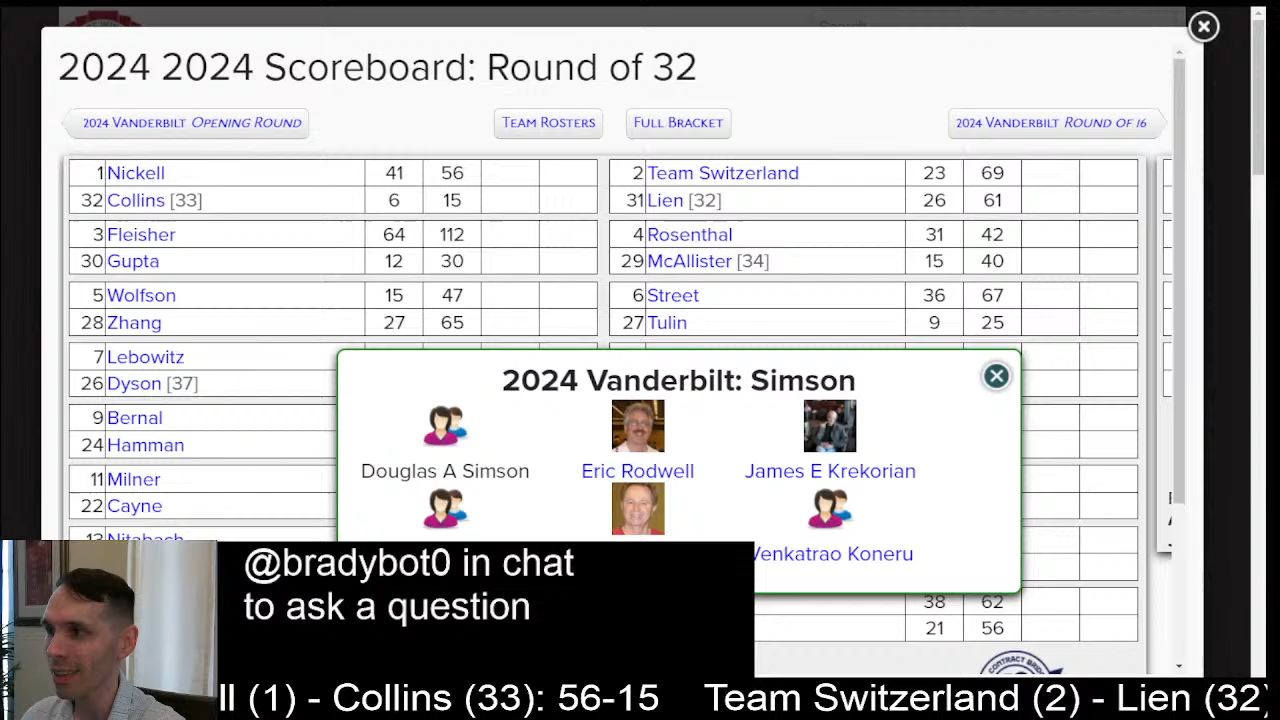 2024 2024 Scoreboard: Round of 32
2024 VANDERBILT OPENING ROUND
TEAM ROSTERS
FULL BRACKET
2024 VANDERBILT ROUND OF 16
1 Nickell 41 56
2 Team Switzerland 23 69
32 Collins [33] 6 15
31 Lien [32] 26 61
3 Fleisher 64 112
4 Rosenthal 31 42
30 Gupta 12 30
29 McAllister [34] 15 40
5 Wolfson 15 47
6 Street 36 67
28 Zhang 27 65
27 Tulin 9 25
7 Lebowitz
26 Dyson [37]
9 Bernal
24 Hamman
11 Milner
22 Cayne
13 Nitabach
2024 Vanderbilt: Simson
Douglas A Simson
Eric Rodwell
James E Krekorian
Venkatrao Koneru
38 62
21 56
CONTRACT BRIDGE
@bradybot0 in chat
to ask a question
ll (1) - Collins (33): 56-15 Team Switzerland (2) - Lien (32)